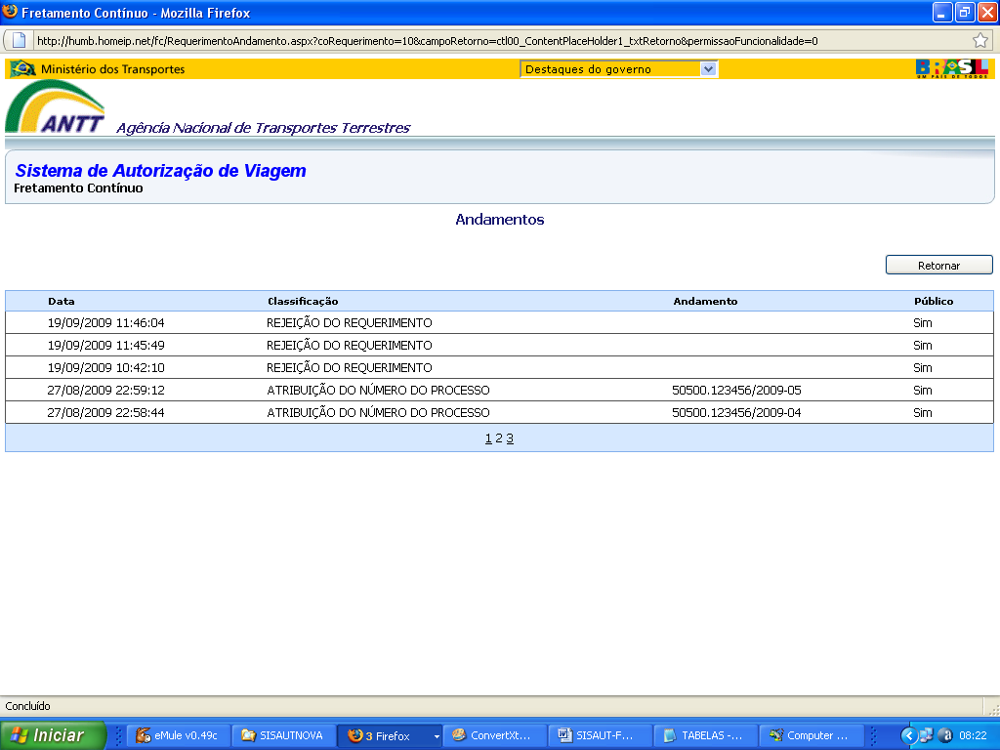 Fretamento Contínuo - Mozilla Firefox
http://humb.homeip.net/fc/RequerimentoAndamento.aspx?coRequerimento=10&campoRetorno=ctl00_ContentPlaceHolder1_txtRetorno&permissaoFuncionalidade=0
Ministério dos Transportes Destaques do governo BRASIL
UM PAÍS DE TODOS
ANTT Agência Nacional de Transportes Terrestres
Sistema de Autorização de Viagem
Fretamento Contínuo
Andamentos
Retornar
Data Classificação Andamento Público
19/09/2009 11:46:04 REJEIÇÃO DO REQUERIMENTO Sim
19/09/2009 11:45:49 REJEIÇÃO DO REQUERIMENTO Sim
19/09/2009 10:42:10 REJEIÇÃO DO REQUERIMENTO Sim
27/08/2009 22:59:12 ATRIBUIÇÃO DO NÚMERO DO PROCESSO 50500.123456/2009-05 Sim
27/08/2009 22:58:44 ATRIBUIÇÃO DO NÚMERO DO PROCESSO 50500.123456/2009-04 Sim
1 2 3
Concluído
Iniciar eMule v0.49c SISAUTNOVA 3 Firefox ConvertXt... SISAUT-F... TABELAS -... Computer ... 08:22